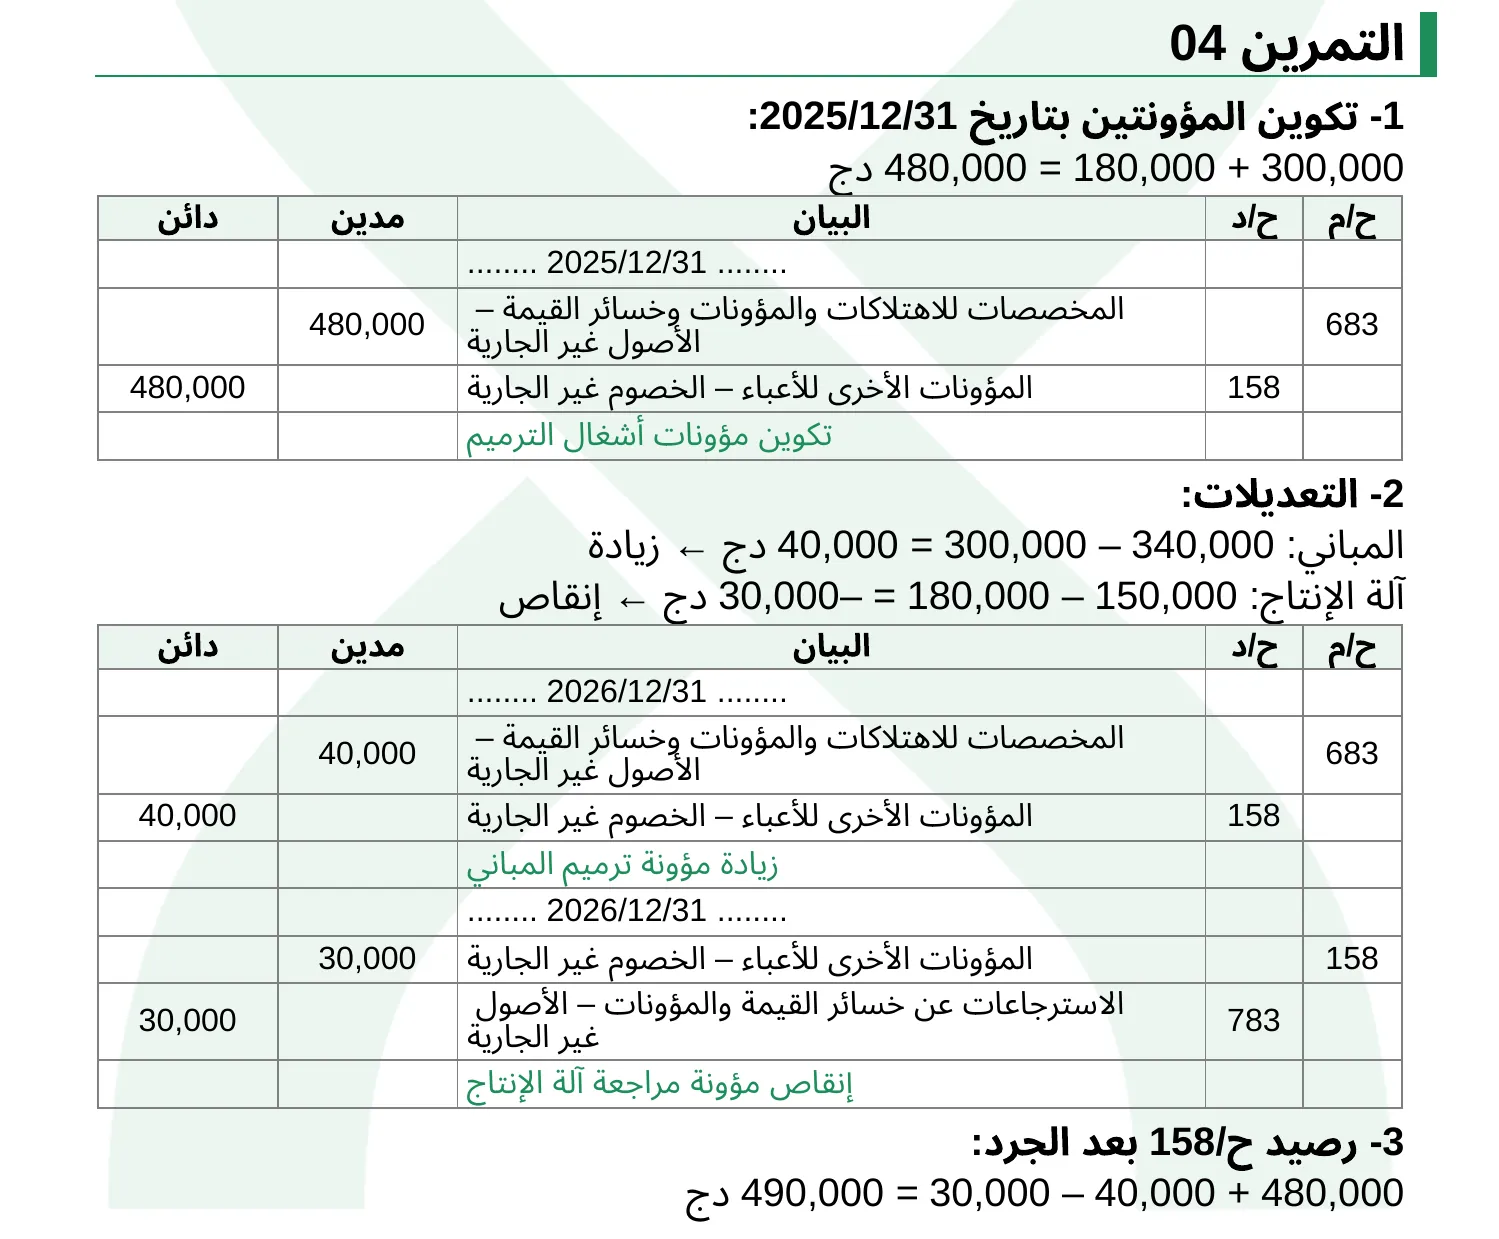 التمرين 04
1- تكوين المؤونتين بتاريخ 2025/12/31:
300,000 + 180,000 = 480,000 دج
ح/م ح/د البيان مدين دائن
........ 2025/12/31 ........
683 المخصصات للاهتلاكات والمؤونات وخسائر القيمة – 480,000
الأصول غير الجارية
158 المؤونات الأخرى للأعباء – الخصوم غير الجارية 480,000
تكوين مؤونات أشغال الترميم
2- التعديلات:
المباني: 340,000 – 300,000 = 40,000 دج ← زيادة
آلة الإنتاج: 150,000 – 180,000 = –30,000 دج ← إنقاص
ح/م ح/د البيان مدين دائن
........ 2026/12/31 ........
683 المخصصات للاهتلاكات والمؤونات وخسائر القيمة – 40,000
الأصول غير الجارية
158 المؤونات الأخرى للأعباء – الخصوم غير الجارية 40,000
زيادة مؤونة ترميم المباني
........ 2026/12/31 ........
158 المؤونات الأخرى للأعباء – الخصوم غير الجارية 30,000
783 الاسترجاعات عن خسائر القيمة والمؤونات – الأصول 30,000
غير الجارية
إنقاص مؤونة مراجعة آلة الإنتاج
3- رصيد ح/158 بعد الجرد:
480,000 + 40,000 – 30,000 = 490,000 دج